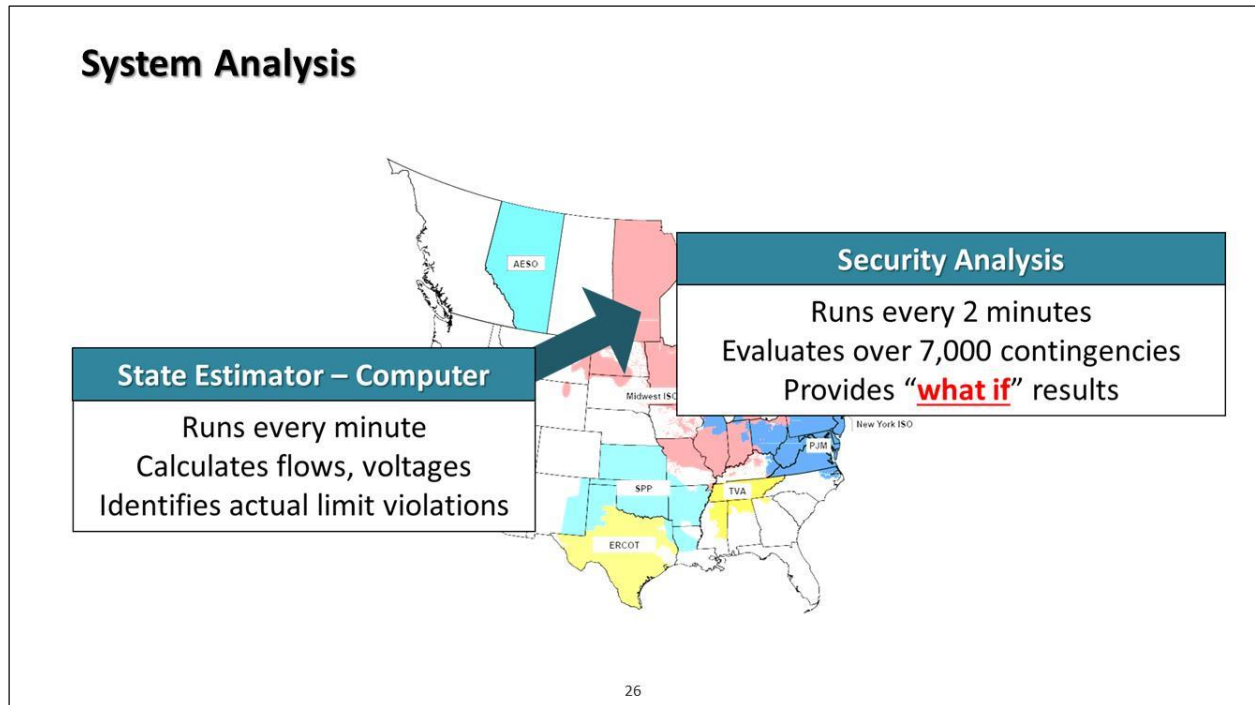 System Analysis
AESO
Security Analysis
Runs every 2 minutes
Evaluates over 7,000 contingencies
Provides “what if” results
State Estimator – Computer
Runs every minute
Calculates flows, voltages
Identifies actual limit violations
Midwest ISO
New York ISO
PJM
SPP
TVA
ERCOT
26